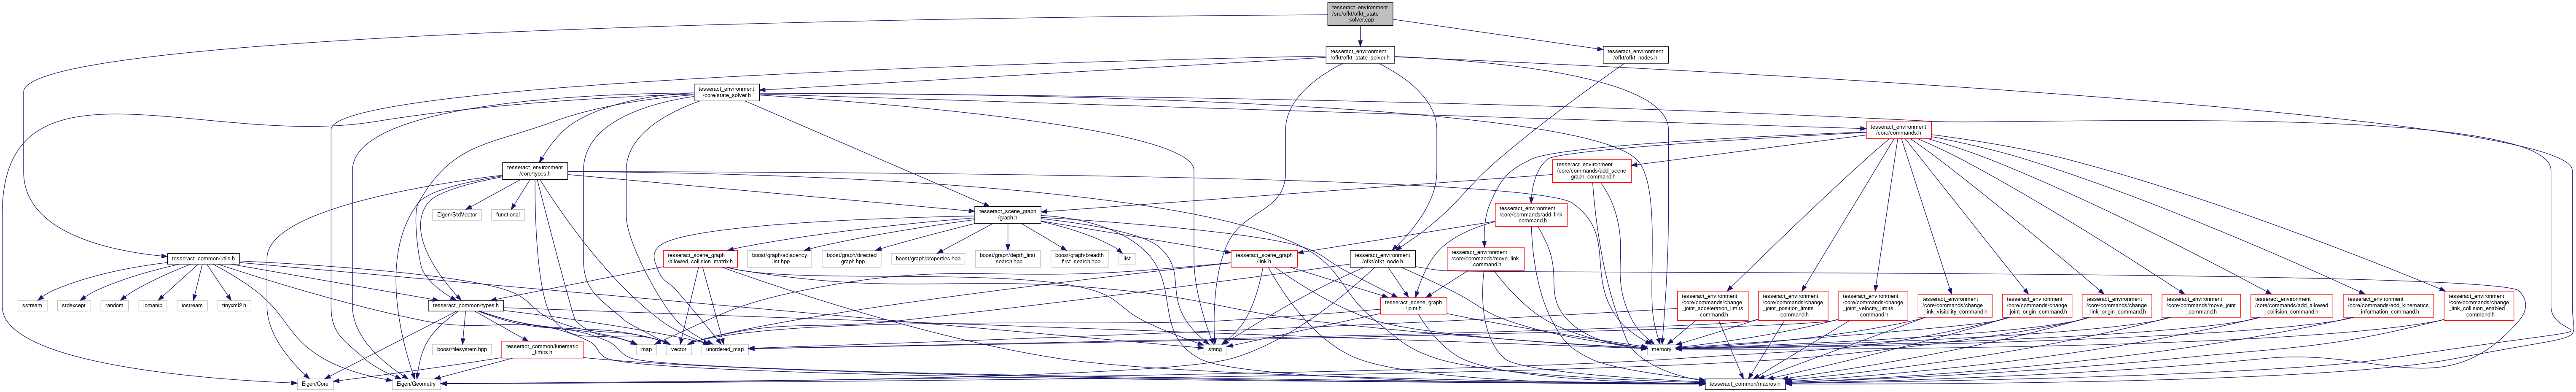 tesseract_environment
/src/ofkt/ofkt_state
_solver.cpp
tesseract_environment
/ofkt/ofkt_state_solver.h
tesseract_environment
/ofkt/ofkt_nodes.h
tesseract_environment
/core/state_solver.h
tesseract_environment
/core/commands.h
tesseract_environment
/core/types.h
tesseract_environment
/core/commands/add_scene
_graph_command.h
Eigen/StdVector
functional
tesseract_scene_graph
/graph.h
tesseract_environment
/core/commands/add_link
_command.h
tesseract_common/utils.h
tesseract_scene_graph
/allowed_collision_matrix.h
boost/graph/adjacency
_list.hpp
boost/graph/directed
_graph.hpp
boost/graph/properties.hpp
boost/graph/depth_first
_search.hpp
boost/graph/breadth
_first_search.hpp
list
tesseract_scene_graph
/link.h
tesseract_environment
/ofkt/ofkt_node.h
tesseract_environment
/core/commands/move_link
_command.h
sstream
stdexcept
random
iomanip
iostream
tinyxml2.h
tesseract_common/types.h
tesseract_scene_graph
/joint.h
tesseract_environment
/core/commands/change
_joint_acceleration_limits
_command.h
tesseract_environment
/core/commands/change
_joint_position_limits
_command.h
tesseract_environment
/core/commands/change
_joint_velocity_limits
_command.h
tesseract_environment
/core/commands/change
_link_visibility_command.h
tesseract_environment
/core/commands/change
_joint_origin_command.h
tesseract_environment
/core/commands/change
_link_origin_command.h
tesseract_environment
/core/commands/move_joint
_command.h
tesseract_environment
/core/commands/add_allowed
_collision_command.h
tesseract_environment
/core/commands/add_kinematics
_information_command.h
tesseract_environment
/core/commands/change
_link_collision_enabled
_command.h
boost/filesystem.hpp
tesseract_common/kinematic
_limits.h
map
vector
unordered_map
string
memory
Eigen/Core
Eigen/Geometry
tesseract_common/macros.h